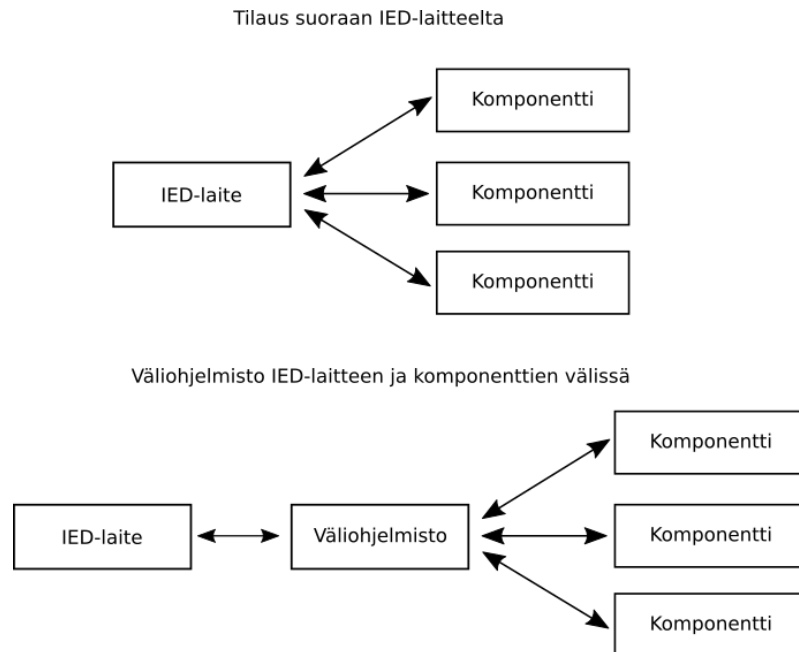 Tilaus suoraan IED-laitteelta
Komponentti
IED-laite
Komponentti
Komponentti
Väliohjelmisto IED-laitteen ja komponenttien välissä
Komponentti
IED-laite
Väliohjelmisto
Komponentti
Komponentti